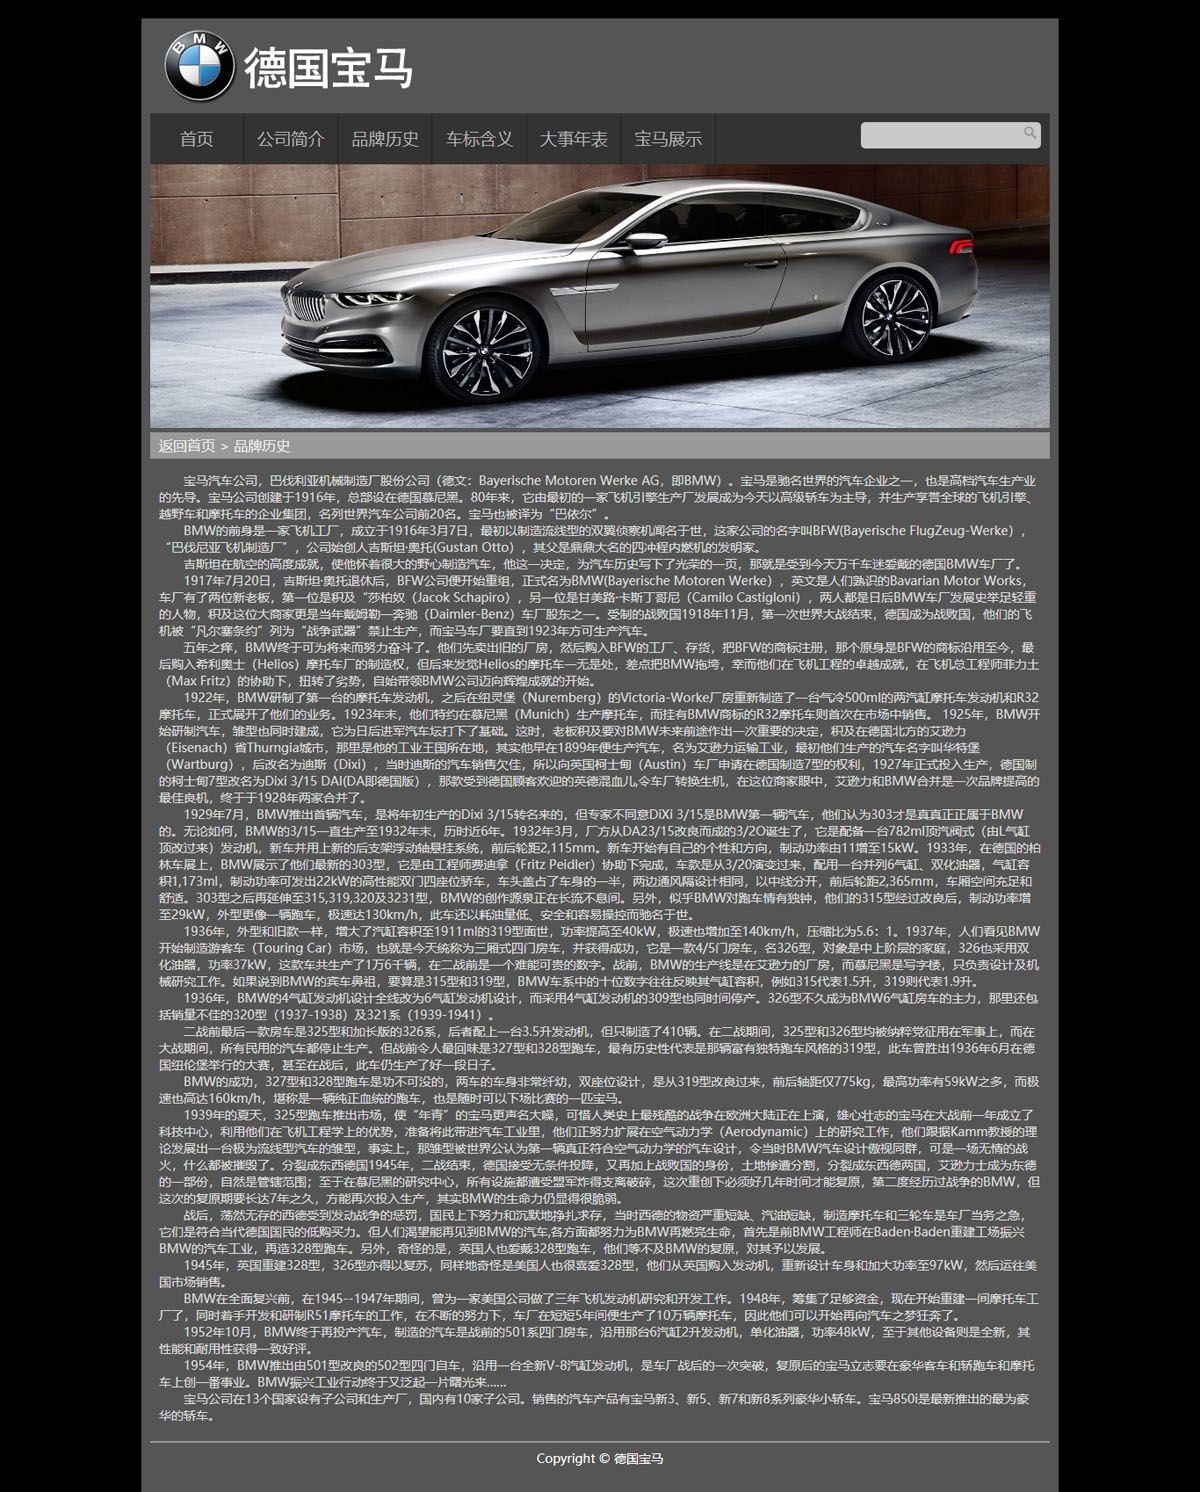 BMW
德国宝马
首页
公司简介
品牌历史
车标含义
大事年表
宝马展示
返回首页 > 品牌历史
宝马汽车公司，巴伐利亚机械制造厂股份公司（德文：Bayerische Motoren Werke AG，即BMW）。宝马是驰名世界的汽车企业之一，也是高档汽车生产业
的先导。宝马公司创建于1916年，总部设在德国慕尼黑。80年来，它由最初的一家飞机引擎生产厂发展成为今天以高级轿车为主导，并生产享誉全球的飞机引擎、
越野车和摩托车的企业集团，名列世界汽车公司前20名。宝马也被译为“巴依尔”。
BMW的前身是一家飞机工厂，成立于1916年3月7日，最初以制造流线型的双翼侦察机闻名于世，这家公司的名字叫BFW(Bayerische FlugZeug-Werke），
“巴伐尼亚飞机制造厂”，公司始创人吉斯坦·奥托(Gustan Otto），其父是鼎鼎大名的四冲程内燃机的发明家。
吉斯坦在航空的高度成就，使他怀着很大的野心制造汽车，他这一决定，为汽车历史写下了光荣的一页，那就是受到今天万千车迷爱戴的德国BMW车厂了。
1917年7月20日，吉斯坦·奥托退休后，BFW公司便开始重组，正式名为BMW(Bayerische Motoren Werke），英文是人们熟识的Bavarian Motor Works，
车厂有了两位新老板，第一位是积及“莎柏奴（Jacok Schapiro），另一位是甘美路·卡斯丁哥尼（Camilo Castigloni），两人都是日后BMW车厂发展史举足轻重
的人物，积及这位大商家更是当年戴姆勒—奔驰（Daimler-Benz）车厂股东之一。受制的战败国1918年11月，第一次世界大战结束，德国成为战败国，他们的飞
机被“凡尔塞条约”列为“战争武器”禁止生产，而宝马车厂要直到1923年方可生产汽车。
五年之痒，BMW终于可为将来而努力奋斗了。他们先卖出旧的厂房，然后购入BFW的工厂、存货，把BFW的商标注册，那个原身是BFW的商标沿用至今，最
后购入希利奥士（Helios）摩托车厂的制造权，但后来发觉Helios的摩托车一无是处，差点把BMW拖垮，幸而他们在飞机工程的卓越成就，在飞机总工程师菲力士
（Max Fritz）的协助下，扭转了劣势，自始带领BMW公司迈向辉煌成就的开始。
1922年，BMW研制了第一台的摩托车发动机，之后在纽灵堡（Nuremberg）的Victoria-Worke厂房重新制造了一台气冷500ml的两汽缸摩托车发动机和R32
摩托车，正式展开了他们的业务。1923年末，他们特约在慕尼黑（Munich）生产摩托车，而挂有BMW商标的R32摩托车则首次在市场中销售。 1925年，BMW开
始研制汽车，雏型也同时建成，它为日后进军汽车坛打下了基础。这时，老板积及要对BMW未来前途作出一次重要的决定，积及在德国北方的艾逊力
（Eisenach）省Thurngia城市，那里是他的工业王国所在地，其实他早在1899年便生产汽车，名为艾逊力运输工业，最初他们生产的汽车名字叫华特堡
（Wartburg），后改名为迪斯（Dixi），当时迪斯的汽车销售欠佳，所以向英国柯士甸（Austin）车厂申请在德国制造7型的权利，1927年正式投入生产，德国制
的柯士甸7型改名为Dixi 3/15 DAI(DA即德国版），那款受到德国顾客欢迎的英德混血儿,令车厂转换生机，在这位商家眼中，艾逊力和BMW合并是一次品牌提高的
最佳良机，终于于1928年两家合并了。
1929年7月，BMW推出首辆汽车，是将年初生产的Dixi 3/15转名来的，但专家不同意DiXi 3/15是BMW第一辆汽车，他们认为303才是真真正正属于BMW
的。无论如何，BMW的3/15一直生产至1932年末，历时近6年。1932年3月，厂方从DA23/15改良而成的3/2O诞生了，它是配备一台782ml顶汽阀式（由L气缸
顶改过来）发动机，新车并用上新的后支架浮动轴悬挂系统，前后轮距2,115mm。新车开始有自己的个性和方向，制动功率由11增至15kW。1933年，在德国的柏
林车展上，BMW展示了他们最新的303型，它是由工程师费迪拿（Fritz Peidler）协助下完成，车款是从3/20演变过来，配用一台并列6气缸、双化油器，气缸容
积1,173ml，制动功率可发出22kW的高性能双门四座位骄车，车头盖占了车身的一半，两边通风隔设计相同，以中线分开，前后轮距2,365mm，车厢空间充足和
舒适。303型之后再延伸至315,319,320及3231型，BMW的创作源泉正在长流不息间。另外，似乎BMW对跑车情有独钟，他们的315型经过改良后，制动功率增
至29kW，外型更像一辆跑车，极速达130km/h，此车还以耗油量低、安全和容易操控而驰名于世。
1936年，外型和旧款一样，增大了汽缸容积至1911ml的319型面世，功率提高至40kW，极速也增加至140km/h，压缩比为5.6：1。1937年，人们看见BMW
开始制造游客车（Touring Car）市场，也就是今天统称为三厢式四门房车，并获得成功，它是一款4/5门房车，名326型，对象是中上阶层的家庭，326也采用双
化油器，功率37kW，这款车共生产了1万6千辆，在二战前是一个难能可贵的数字。战前，BMW的生产线是在艾逊力的厂房，而慕尼黑是写字楼，只负责设计及机
械研究工作。如果说到BMW的宾车鼻祖，要算是315型和319型，BMW车系中的十位数字往往反映其气缸容积，例如315代表1.5升，319则代表1.9升。
1936年，BMW的4气缸发动机设计全线改为6气缸发动机设计，而采用4气缸发动机的309型也同时间停产。326型不久成为BMW6气缸房车的主力，那里还包
括销量不佳的320型（1937-1938）及321系（1939-1941）。
二战前最后一款房车是325型和加长版的326系，后者配上一台3.5升发动机，但只制造了410辆。在二战期间，325型和326型均被纳粹党征用在军事上，而在
大战期间，所有民用的汽车都停止生产。但战前令人最回味是327型和328型跑车，最有历史性代表是那辆富有独特跑车风格的319型，此车曾胜出1936年6月在德
国纽伦堡举行的大赛，甚至在战后，此车仍生产了好一段日子。
BMW的成功，327型和328型跑车是功不可没的，两车的车身非常纤幼，双座位设计，是从319型改良过来，前后轴距仅775kg，最高功率有59kW之多，而极
速也高达160km/h，堪称是一辆纯正血统的跑车，也是随时可以下场比赛的一匹宝马。
1939年的夏天，325型跑车推出市场，使“年青”的宝马更声名大噪，可惜人类史上最残酷的战争在欧洲大陆正在上演，雄心壮志的宝马在大战前一年成立了
科技中心，利用他们在飞机工程学上的优势，准备将此带进汽车工业里，他们正努力扩展在空气动力学（Aerodynamic）上的研究工作，他们跟据Kamm教授的理
论发展出一台极为流线型汽车的雏型，事实上，那雏型被世界公认为第一辆真正符合空气动力学的汽车设计，令当时BMW汽车设计傲视同群，可是一场无情的战
火，什么都被摧毁了。分裂成东西德国1945年，二战结束，德国接受无条件投降，又再加上战败国的身份，土地惨遭分割，分裂成东西德两国，艾逊力士成为东德
的一部份，自然是管辖范围；至于在慕尼黑的研究中心，所有设施都遭受盟军炸得支离破碎，这次重创下必须好几年时间才能复原，第二度经历过战争的BMW，但
这次的复原期要长达7年之久，方能再次投入生产，其实BMW的生命力仍显得很脆弱。
战后，荡然无存的西德受到发动战争的惩罚，国民上下努力和沉默地挣扎求存，当时西德的物资严重短缺、汽油短缺，制造摩托车和三轮车是车厂当务之急，
它们是符合当代德国国民的低购买力。但人们渴望能再见到BMW的汽车,各方面都努力为BMW再燃亮生命，首先是前BMW工程师在Baden·Baden重建工场振兴
BMW的汽车工业，再造328型跑车。另外，奇怪的是，英国人也爱戴328型跑车，他们等不及BMW的复原，对其予以发展。
1945年，英国重建328型，326型亦得以复苏，同样地奇怪是美国人也很喜爱328型，他们从英国购入发动机，重新设计车身和加大功率至97kW，然后运往美
国市场销售。
BMW在全面复兴前，在1945--1947年期间，曾为一家美国公司做了三年飞机发动机研究和开发工作。1948年，筹集了足够资金，现在开始重建一间摩托车工
厂了，同时着手开发和研制R51摩托车的工作，在不断的努力下，车厂在短短5年间便生产了10万辆摩托车，因此他们可以开始再向汽车之梦狂奔了。
1952年10月，BMW终于再投产汽车，制造的汽车是战前的501系四门房车，沿用那台6汽缸2升发动机，单化油器，功率48kW，至于其他设备则是全新，其
性能和耐用性获得一致好评。
1954年，BMW推出由501型改良的502型四门自车，沿用一台全新V-8汽缸发动机，是车厂战后的一次突破，复原后的宝马立志要在豪华客车和轿跑车和摩托
车上创一番事业。BMW振兴工业行动终于又泛起一片曙光来……
宝马公司在13个国家设有子公司和生产厂，国内有10家子公司。销售的汽车产品有宝马新3、新5、新7和新8系列豪华小轿车。宝马850i是最新推出的最为豪
华的轿车。
Copyright © 德国宝马